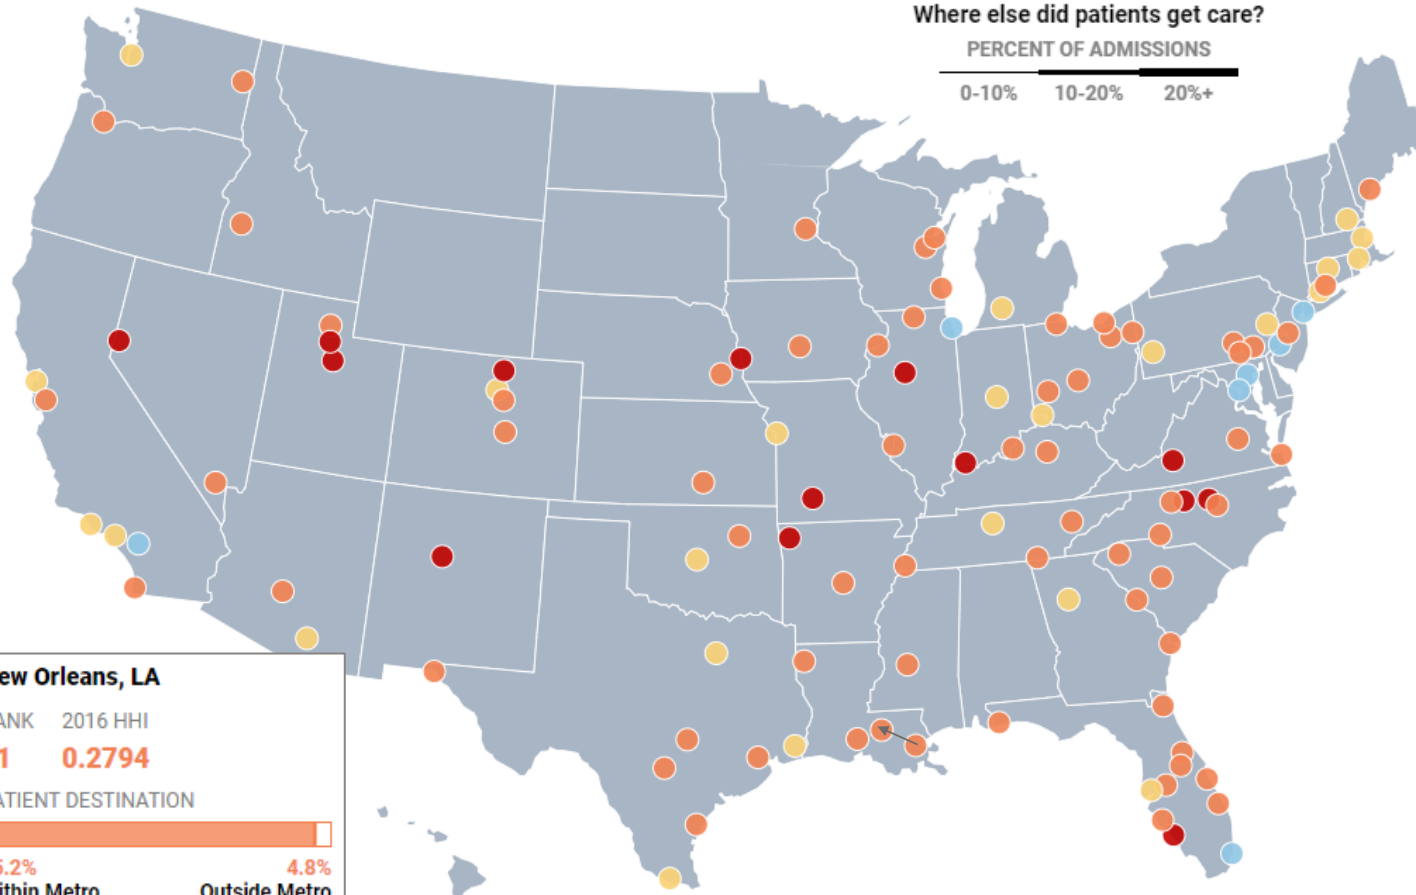 Where else did patients get care?
PERCENT OF ADMISSIONS
0-10% 10-20% 20%+
ew Orleans, LA
ANK 2016 HHI
1 0.2794
ATIENT DESTINATION
5.2% 4.8%
ithin Metro Outside Metro